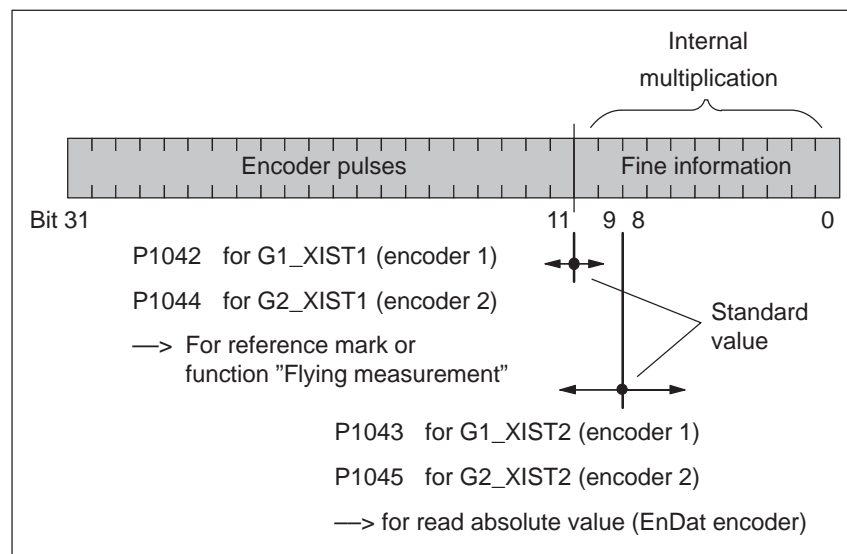 Internal
multiplication
Encoder pulses
Fine information
Bit 31 11 9 8 0
P1042 for G1_XIST1 (encoder 1)
P1044 for G2_XIST1 (encoder 2)
—> For reference mark or
function ”Flying measurement”
Standard
value
P1043 for G1_XIST2 (encoder 1)
P1045 for G2_XIST2 (encoder 2)
—> for read absolute value (EnDat encoder)